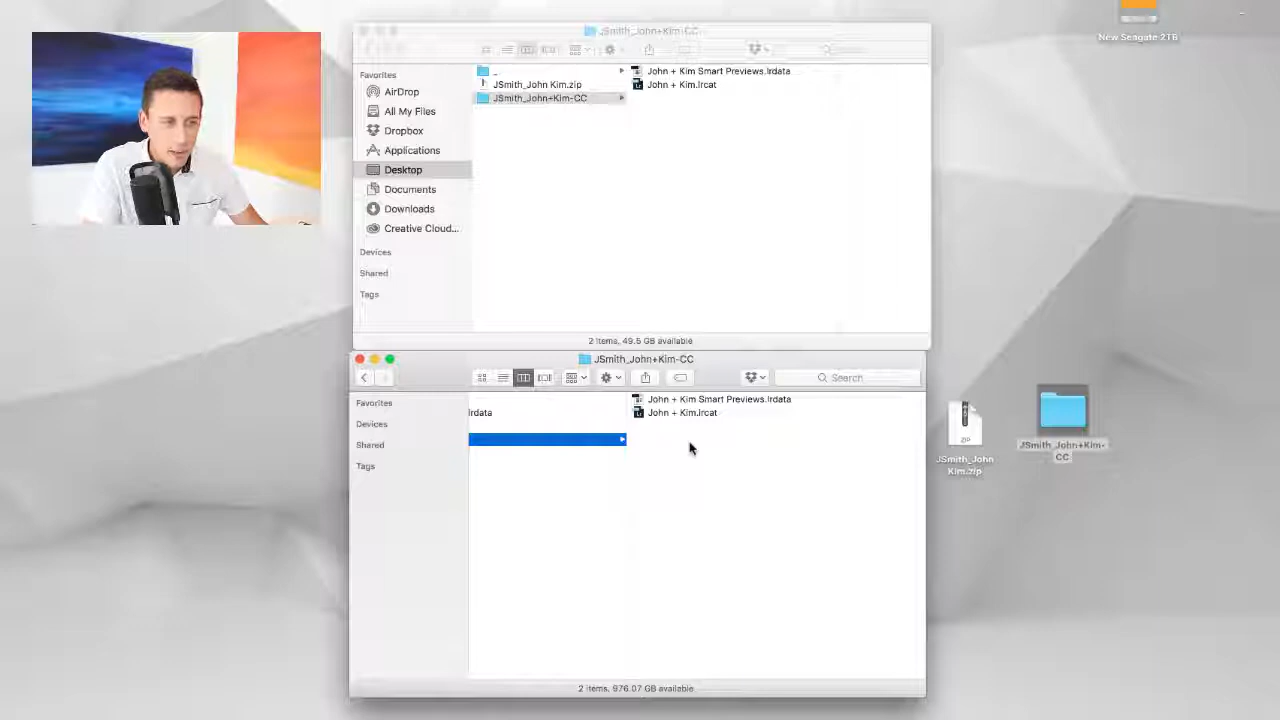 New Seagate 2TB
JSmith_John+Kim-CC
Favorites
AirDrop
All My Files
Dropbox
Applications
Desktop
Documents
Downloads
Creative Cloud...
Devices
Shared
Tags
_
JSmith_John Kim.zip
JSmith_John+Kim-CC
John + Kim Smart Previews.lrdata
John + Kim.lrcat
2 items, 49.5 GB available
JSmith_John+Kim-CC
Search
Favorites
Devices
Shared
Tags
lrdata
John + Kim Smart Previews.lrdata
John + Kim.lrcat
2 items, 976.07 GB available
ZIP
JSmith_John
Kim.zip
JSmith_John+Kim-
CC